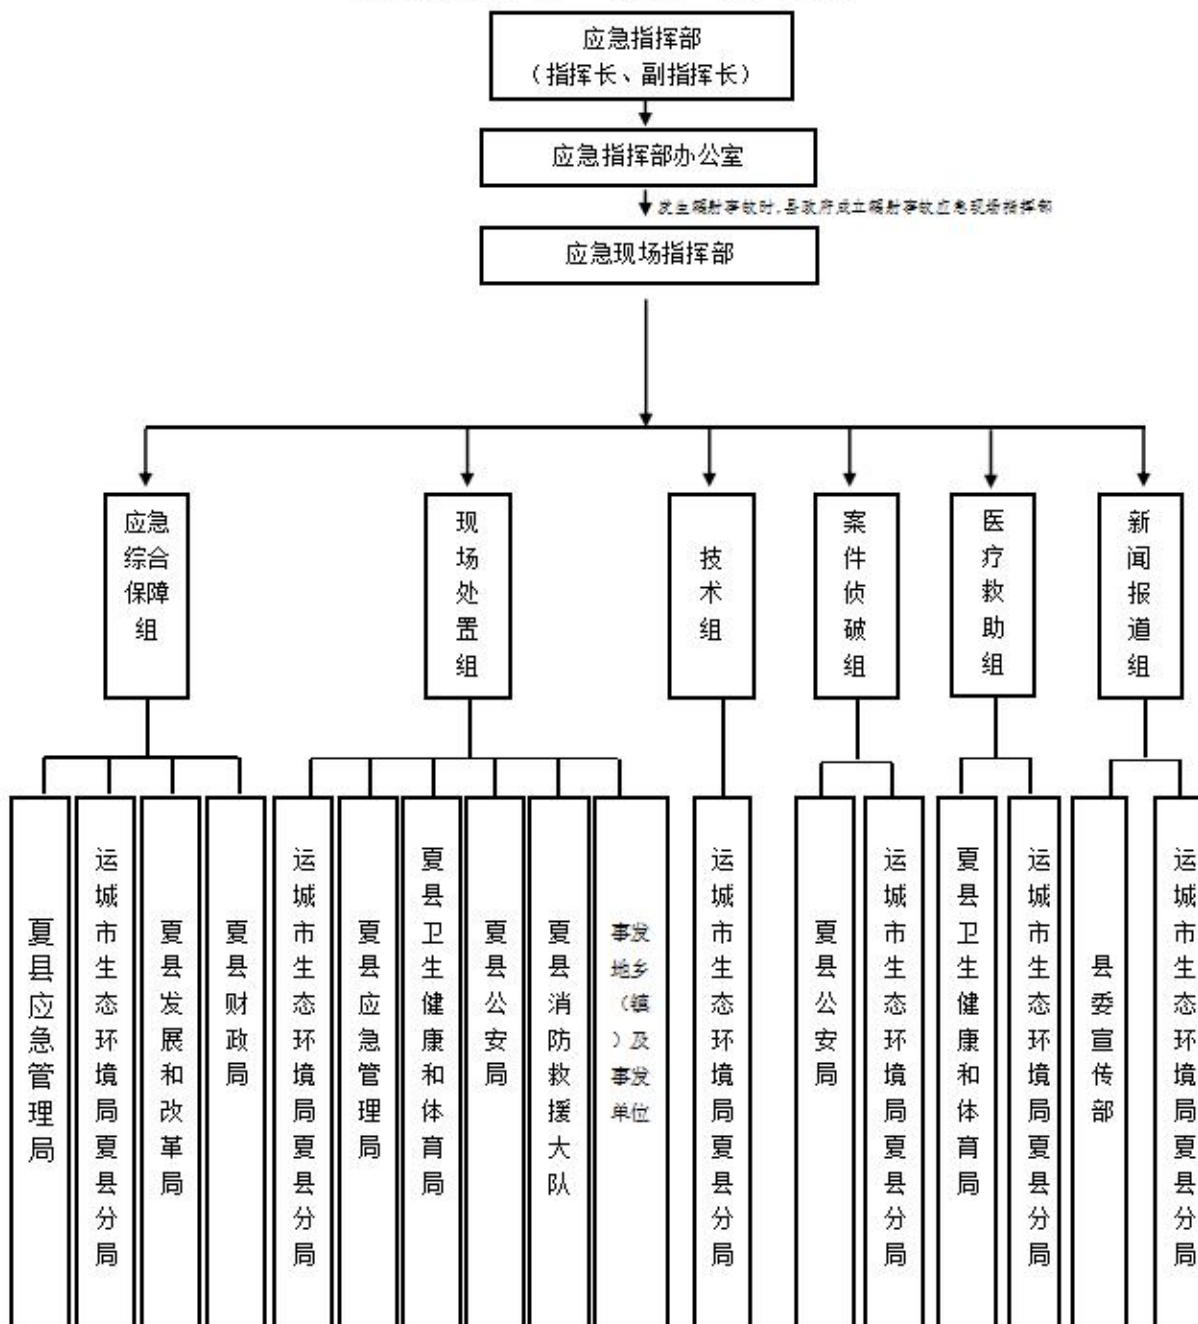 应急指挥部
（指挥长、副指挥长）
应急指挥部办公室
发生辐射事故时,县政府成立辐射事故应急现场指挥部
应急现场指挥部
应急
综合
保障
组
现场处置组
技术组
案件侦破组
医疗救助组
新闻报道组
夏县应急管理局
运城市生态环境局夏县分局
夏县发展和改革局
夏县财政局
运城市生态环境局夏县分局
夏县应急管理局
夏县卫生健康和体育局
夏县公安局
夏县消防救援大队
事发
地乡
（镇
）及
事发
单位
运城市生态环境局夏县分局
夏县公安局
运城市生态环境局夏县分局
夏县卫生健康和体育局
运城市生态环境局夏县分局
县委宣传部
运城市生态环境局夏县分局